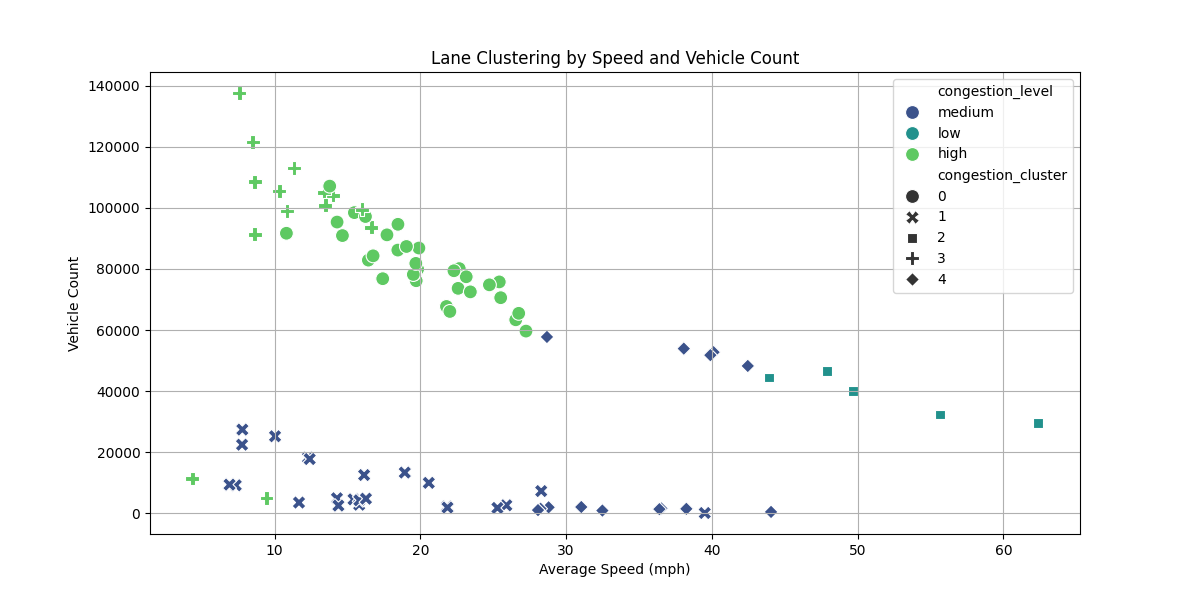 Lane Clustering by Speed and Vehicle Count
140000
120000
100000
80000
60000
40000
20000
0
Vehicle Count
10
20
30
40
50
60
Average Speed (mph)
congestion_level
medium
low
high
congestion_cluster
0
1
2
3
4